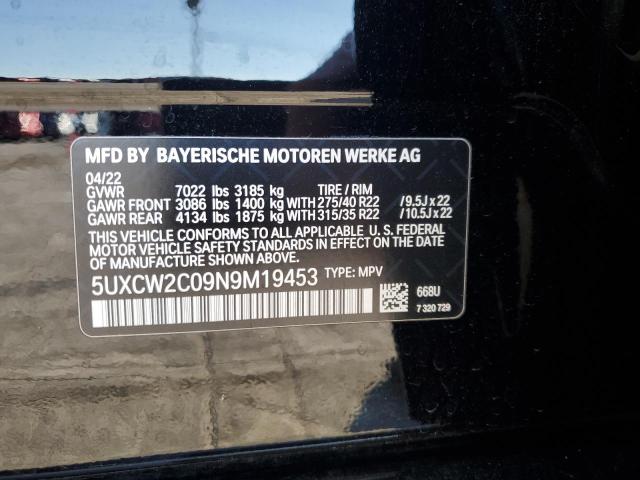 MFD BY BAYERISCHE MOTOREN WERKE AG
04/22
GVWR 7022 lbs 3185 kg TIRE / RIM
GAWR FRONT 3086 lbs 1400 kg WITH 275/40 R22 / 9.5J x 22
GAWR REAR 4134 lbs 1875 kg WITH 315/35 R22 / 10.5J x 22
THIS VEHICLE CONFORMS TO ALL APPLICABLE U.S. FEDERAL
MOTOR VEHICLE SAFETY STANDARDS IN EFFECT ON THE DATE
OF MANUFACTURE SHOWN ABOVE.
5UXCW2C09N9M19453 TYPE: MPV
668U
7 320 729